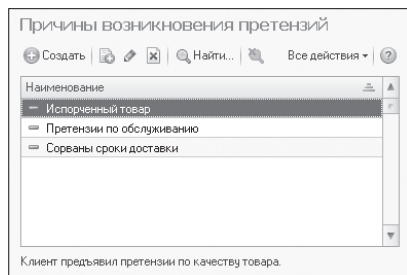 Причины возникновения претензий
Создать Найти... Все действия
Наименование
Испорченный товар
Претензии по обслуживанию
Сорваны сроки доставки
Клиент предъявил претензии по качеству товара.